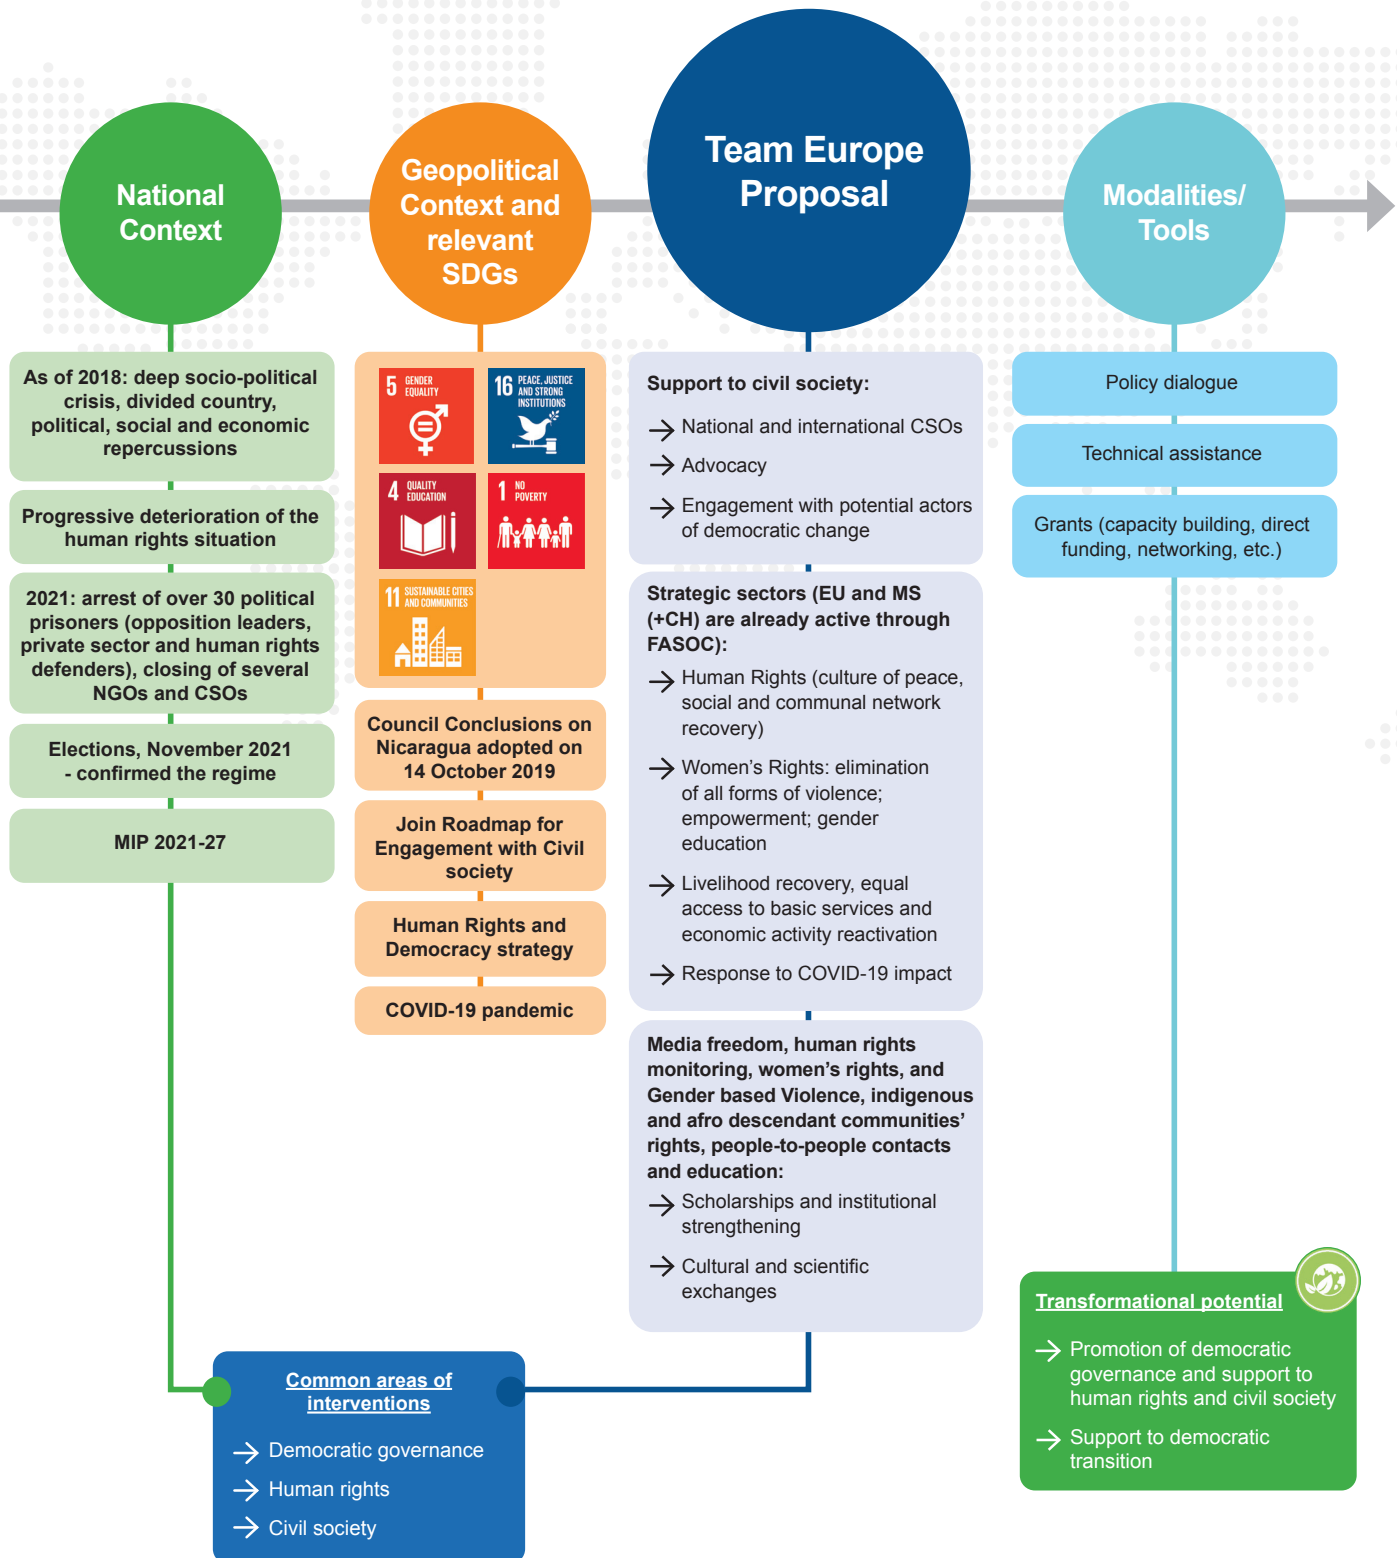 National
Context
Geopolitical
Context and
relevant
SDGs
Team Europe
Proposal
Modalities/
Tools
As of 2018: deep socio-political
crisis, divided country,
political, social and economic
repercussions
Progressive deterioration of the
human rights situation
2021: arrest of over 30 political
prisoners (opposition leaders,
private sector and human rights
defenders), closing of several
NGOs and CSOs
Elections, November 2021
- confirmed the regime
MIP 2021-27
5 GENDER
EQUALITY
16 PEACE, JUSTICE
AND STRONG
INSTITUTIONS
4 QUALITY
EDUCATION
1 NO
POVERTY
11 SUSTAINABLE CITIES
AND COMMUNITIES
Council Conclusions on
Nicaragua adopted on
14 October 2019
Join Roadmap for
Engagement with Civil
society
Human Rights and
Democracy strategy
COVID-19 pandemic
Support to civil society:
→ National and international CSOs
→ Advocacy
→ Engagement with potential actors
of democratic change
Strategic sectors (EU and MS
(+CH) are already active through
FASOC):
→ Human Rights (culture of peace,
social and communal network
recovery)
→ Women’s Rights: elimination
of all forms of violence;
empowerment; gender
education
→ Livelihood recovery, equal
access to basic services and
economic activity reactivation
→ Response to COVID-19 impact
Media freedom, human rights
monitoring, women’s rights, and
Gender based Violence, indigenous
and afro descendant communities’
rights, people-to-people contacts
and education:
→ Scholarships and institutional
strengthening
→ Cultural and scientific
exchanges
Policy dialogue
Technical assistance
Grants (capacity building, direct
funding, networking, etc.)
Common areas of
interventions
→ Democratic governance
→ Human rights
→ Civil society
Transformational potential
→ Promotion of democratic
governance and support to
human rights and civil society
→ Support to democratic
transition